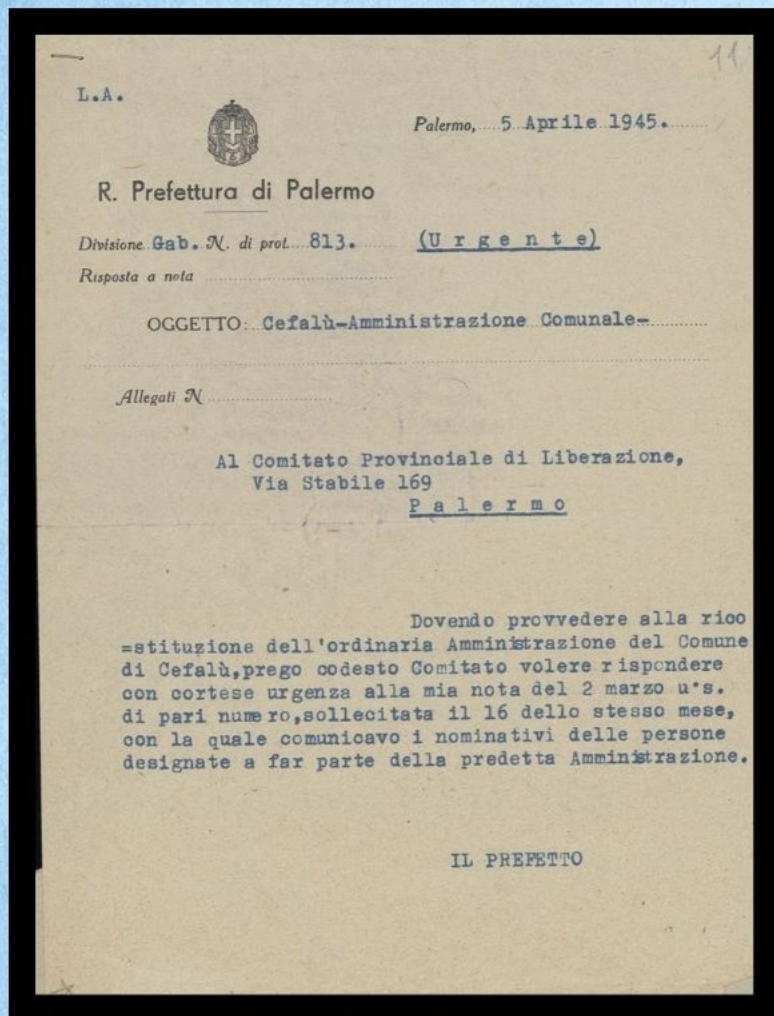 11
L.A.
Palermo, 5 Aprile 1945.
R. Prefettura di Palermo
Divisione Gab. N. di prot. 813. (U r g e n t e)
Risposta a nota
OGGETTO: Cefalù-Amministrazione Comunale-
Allegati N
Al Comitato Provinciale di Liberazione,
Via Stabile 169
P a l e r m o
Dovendo provvedere alla rico
=stituzione dell'ordinaria Amministrazione del Comune
di Cefalù,prego codesto Comitato volere rispondere
con cortese urgenza alla mia nota del 2 marzo u's.
di pari numero,sollecitata il 16 dello stesso mese,
con la quale comunicavo i nominativi delle persone
designate a far parte della predetta Amministrazione.
IL PREFETTO